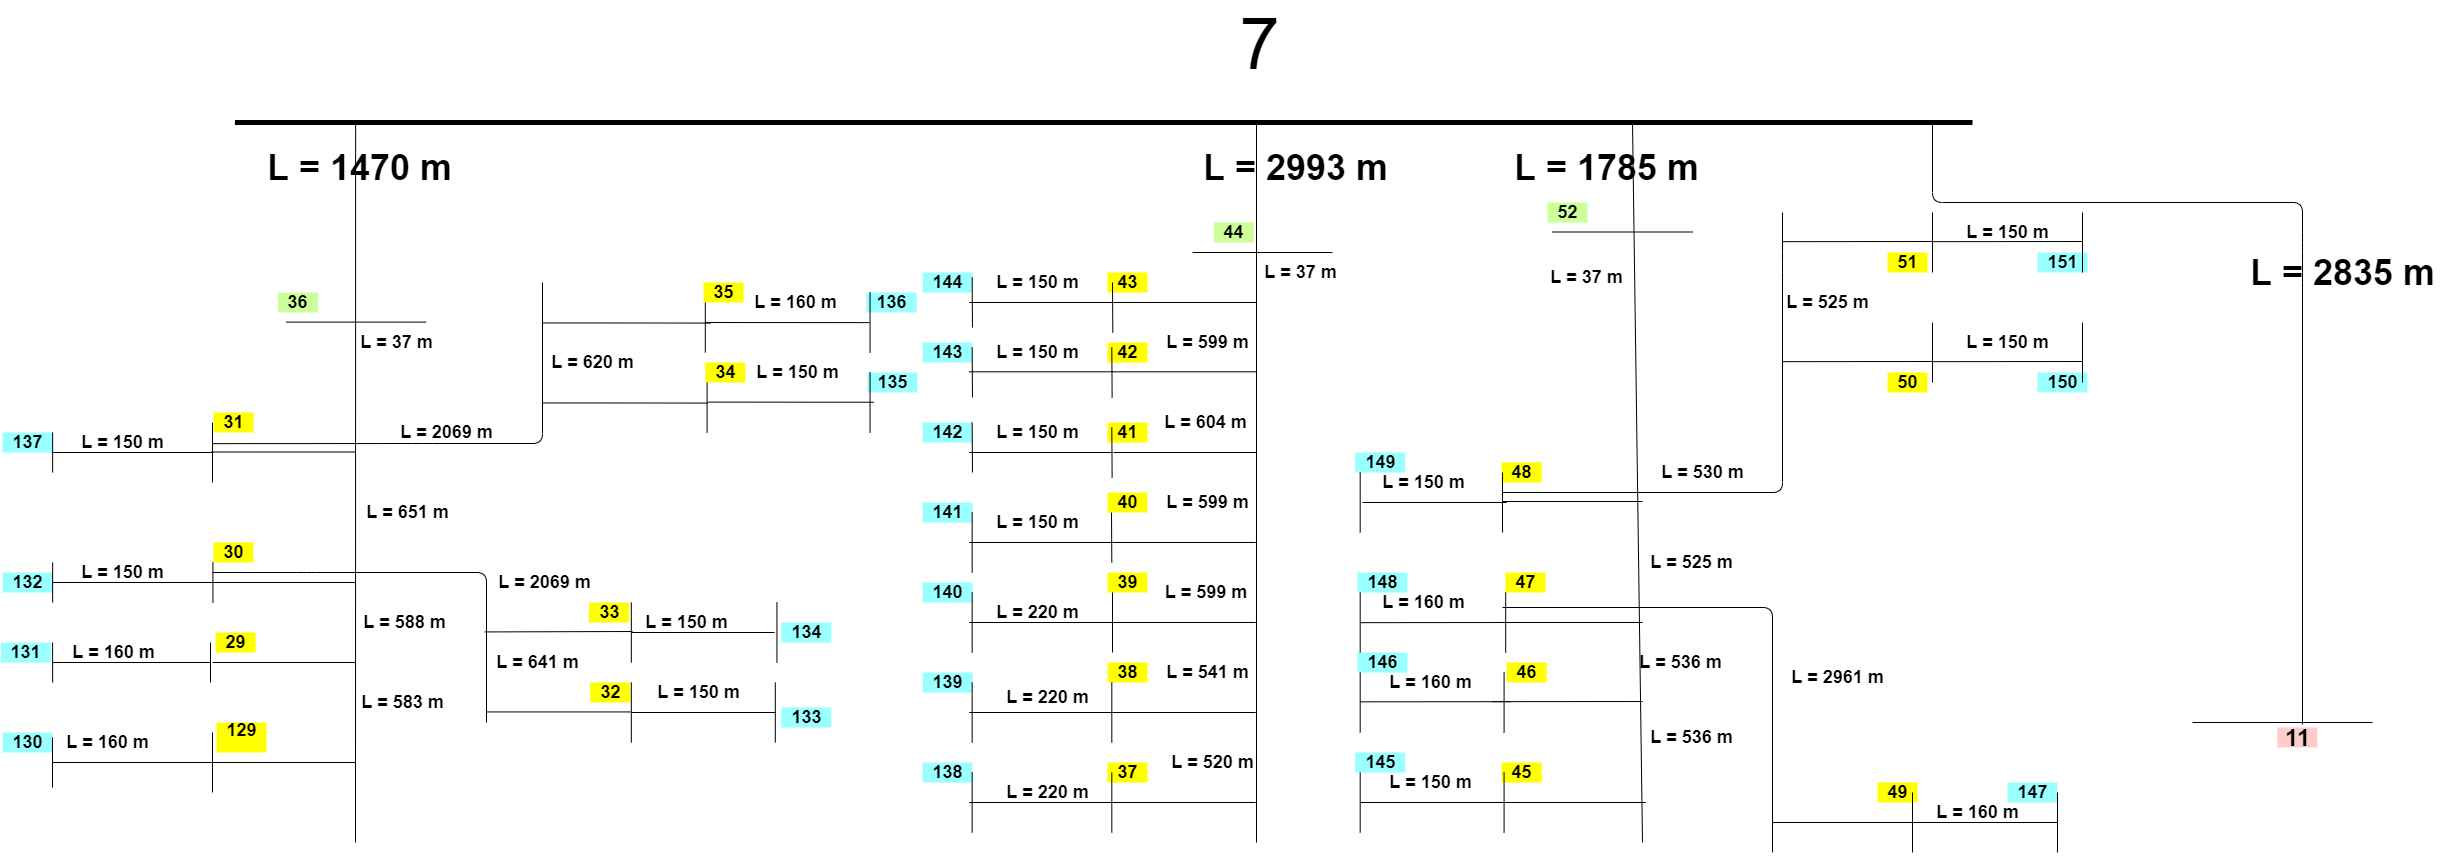 7
L = 1470 m
L = 2993 m
L = 1785 m
L = 2835 m
36
L = 37 m
31
137
L = 150 m
L = 2069 m
L = 620 m
35
L = 160 m
136
34
L = 150 m
135
L = 651 m
30
132
L = 150 m
L = 2069 m
L = 588 m
33
L = 150 m
134
29
131
L = 160 m
L = 641 m
32
L = 150 m
133
L = 583 m
129
130
L = 160 m
44
L = 37 m
144
L = 150 m
43
L = 599 m
143
L = 150 m
42
L = 604 m
142
L = 150 m
41
L = 599 m
141
L = 150 m
40
L = 599 m
140
L = 220 m
39
L = 541 m
139
L = 220 m
38
L = 520 m
138
L = 220 m
37
52
L = 37 m
L = 150 m
51
151
L = 525 m
L = 150 m
50
150
149
L = 150 m
48
L = 530 m
L = 525 m
148
L = 160 m
47
L = 536 m
146
L = 160 m
46
L = 2961 m
L = 536 m
145
L = 150 m
45
49
L = 160 m
147
11